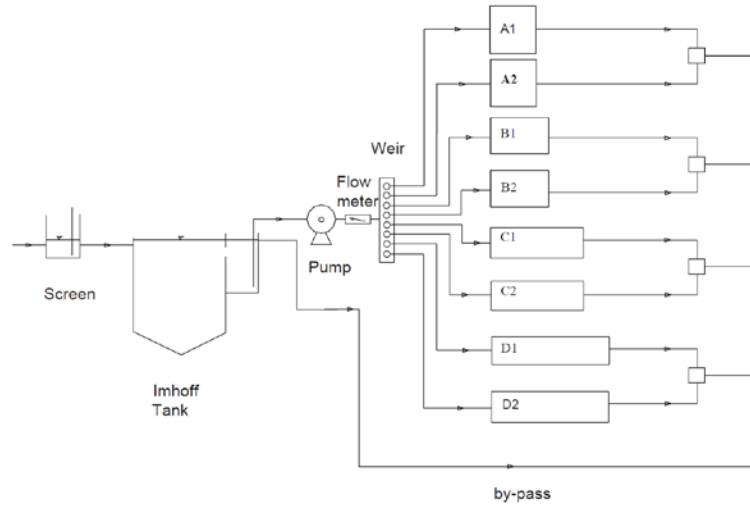 A1
A2
Weir
B1
Flow
meter
B2
C1
Pump
Screen
C2
D1
Imhoff
Tank
D2
by-pass